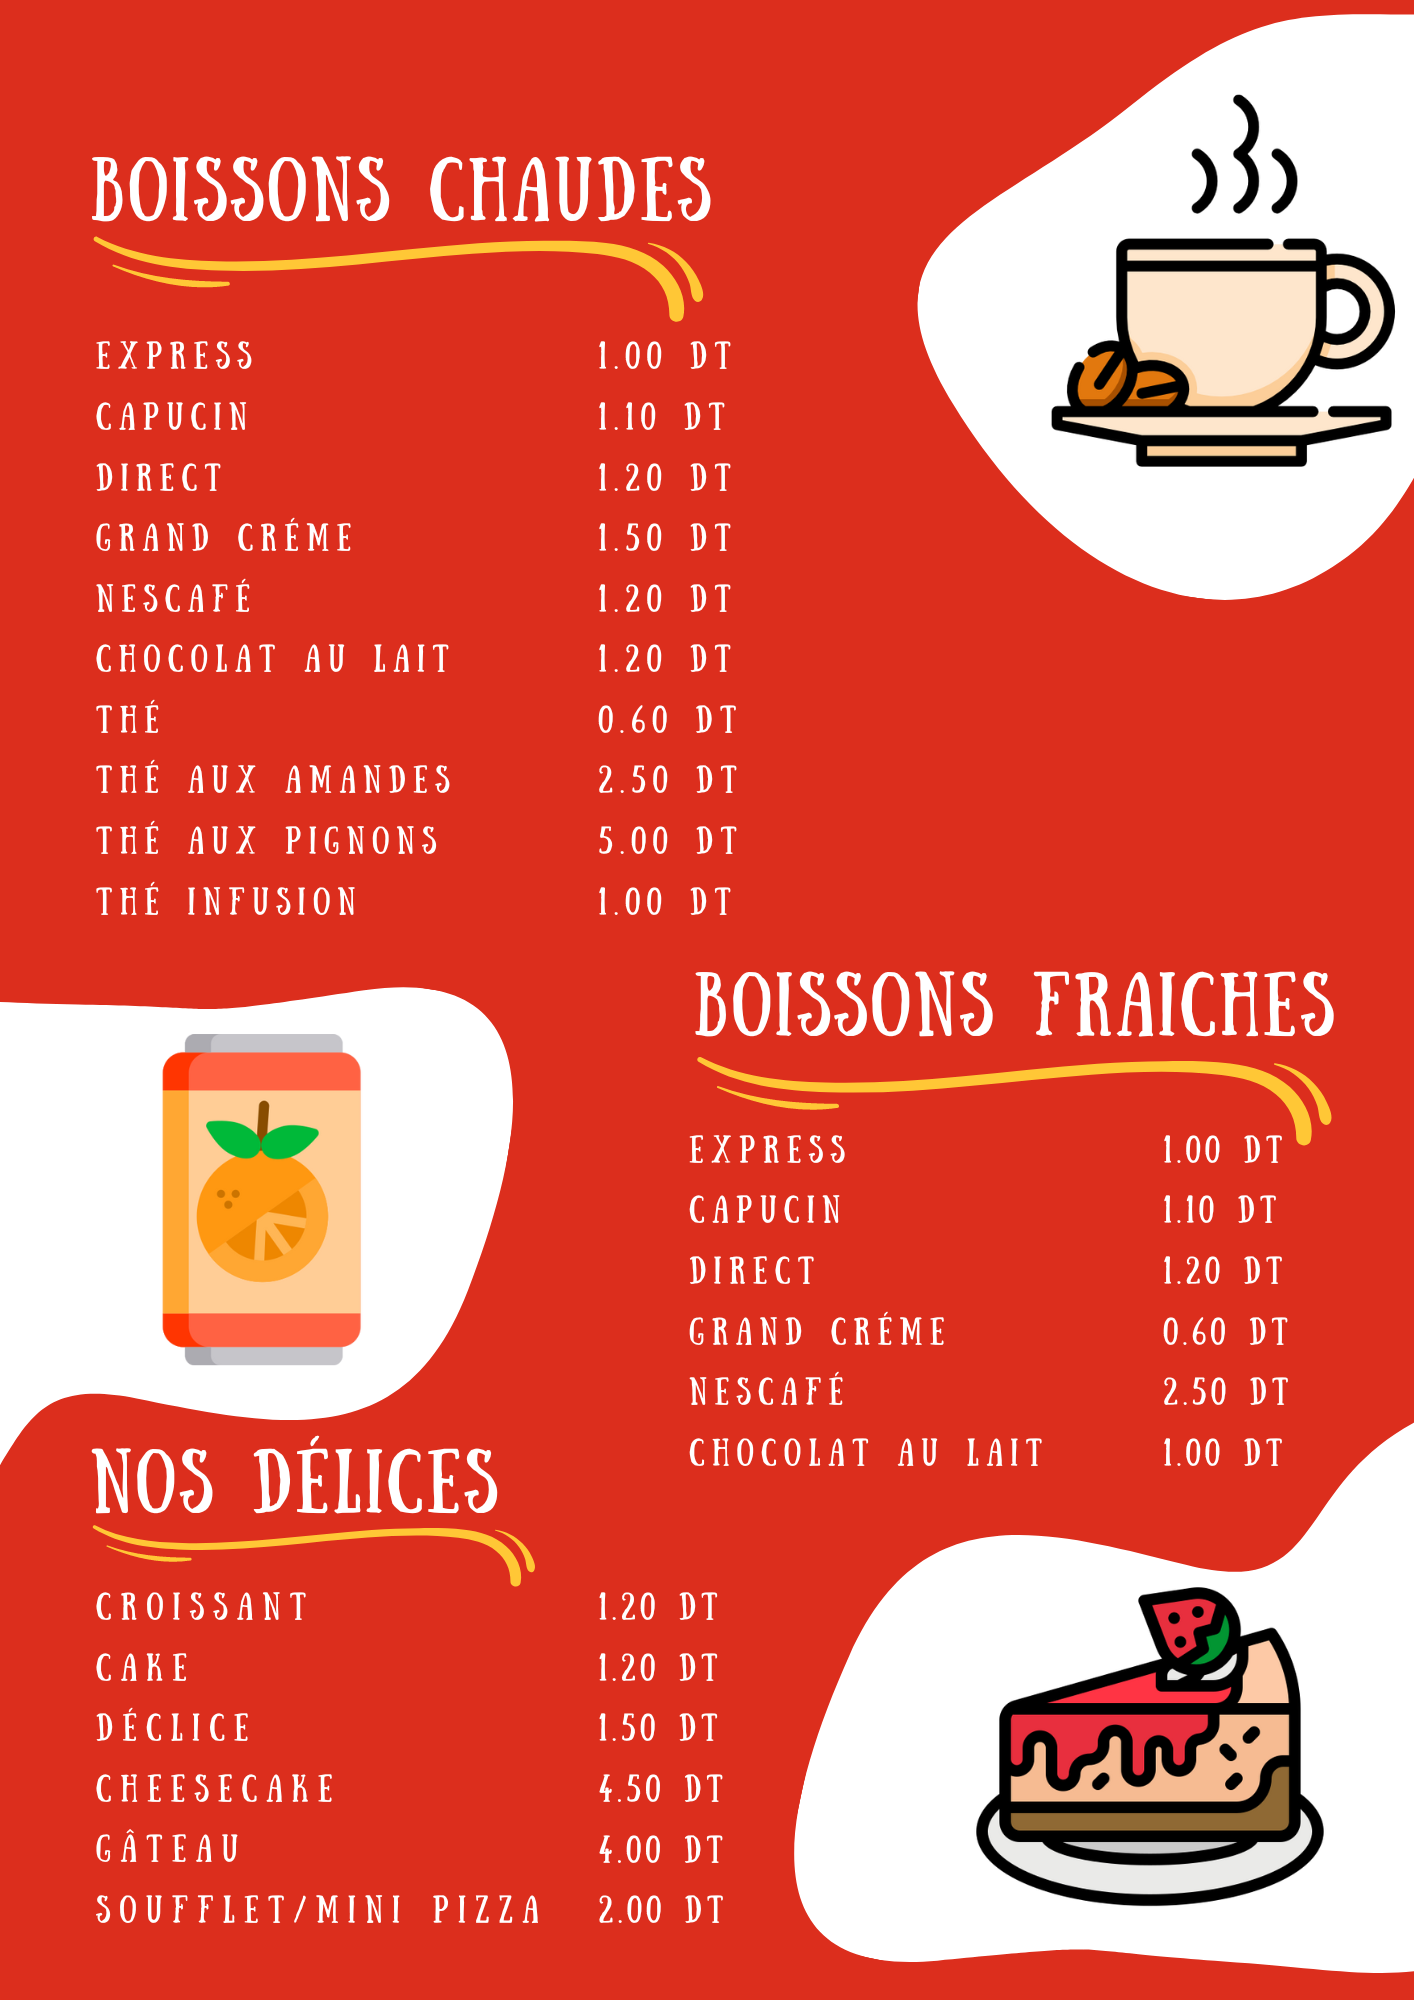 BOISSONS CHAUDES
EXPRESS 1.00 DT
CAPUCIN 1.10 DT
DIRECT 1.20 DT
GRAND CRÉME 1.50 DT
NESCAFÉ 1.20 DT
CHOCOLAT AU LAIT 1.20 DT
THÉ 0.60 DT
THÉ AUX AMANDES 2.50 DT
THÉ AUX PIGNONS 5.00 DT
THÉ INFUSION 1.00 DT
BOISSONS FRAICHES
EXPRESS 1.00 DT
CAPUCIN 1.10 DT
DIRECT 1.20 DT
GRAND CRÉME 0.60 DT
NESCAFÉ 2.50 DT
CHOCOLAT AU LAIT 1.00 DT
NOS DÉLICES
CROISSANT 1.20 DT
CAKE 1.20 DT
DÉCLICE 1.50 DT
CHEESECAKE 4.50 DT
GÂTEAU 4.00 DT
SOUFFLET/MINI PIZZA 2.00 DT